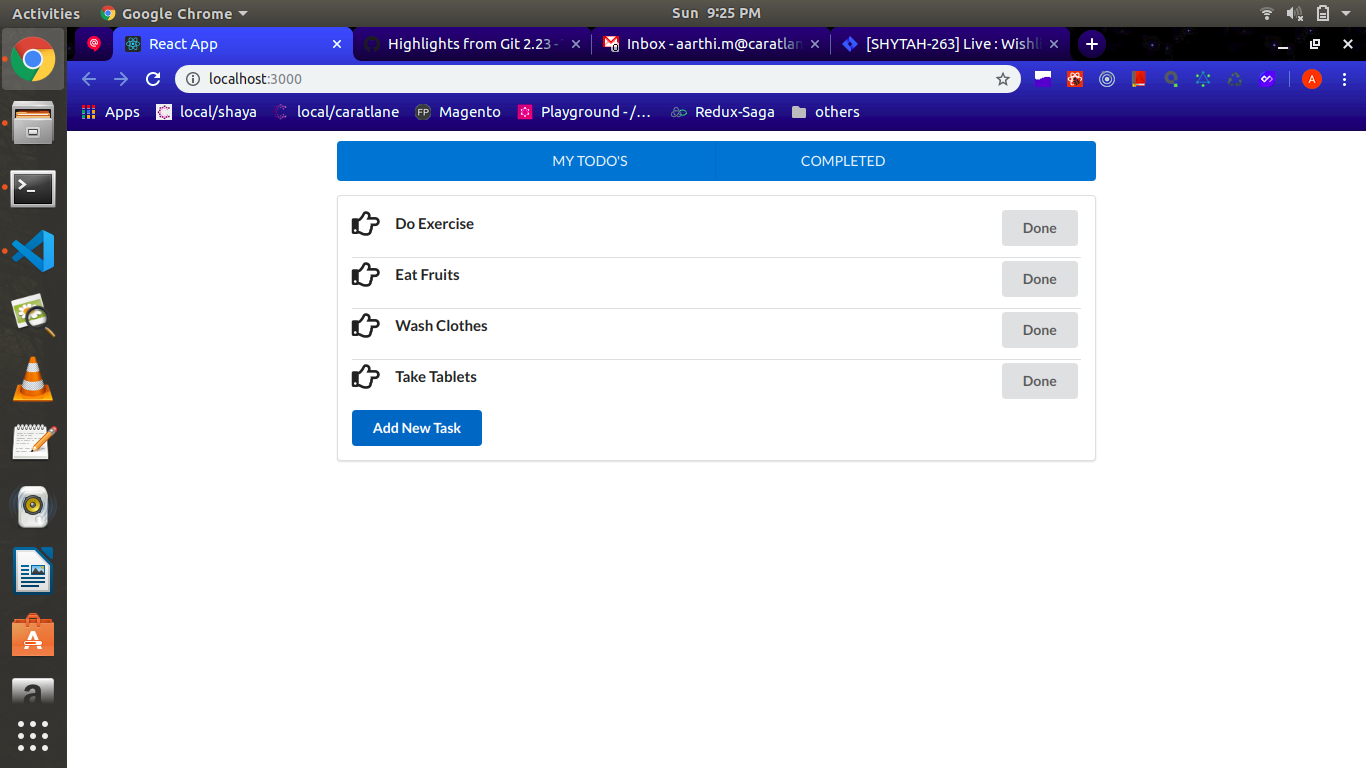 Activities Google Chrome Sun 9:25 PM
React App Highlights from Git 2.23 - Inbox - aarthi.m@caratlan [SHYTAH-263] Live : Wishli
localhost:3000 A
Apps local/shaya local/caratlane FP Magento Playground - /... Redux-Saga others
MY TODO'S COMPLETED
Do Exercise Done
Eat Fruits Done
Wash Clothes Done
Take Tablets Done
Add New Task